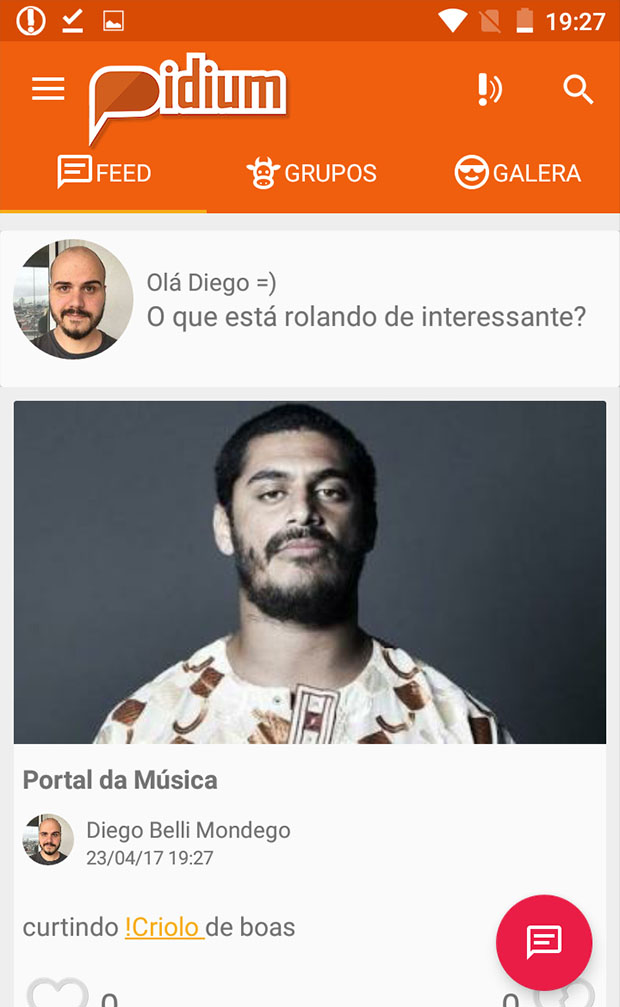 19:27
Pidium
FEED
GRUPOS
GALERA
Olá Diego =)
O que está rolando de interessante?
Portal da Música
Diego Belli Mondego
23/04/17 19:27
curtindo !Criolo de boas
0
0